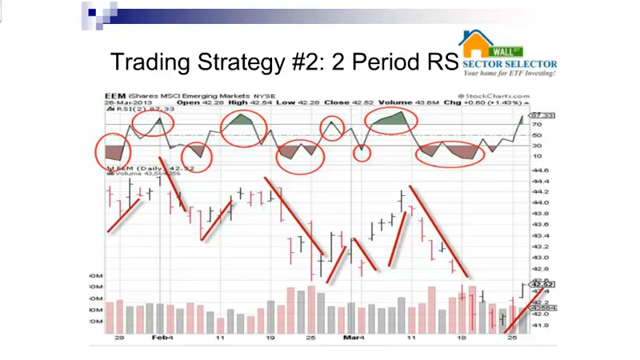 Trading Strategy #2: 2 Period RS
WALL ST
SECTOR SELECTOR
Your home for ETF Investing!
EEM iShares MSCI Emerging Markets NYSE
© StockCharts.com
26-Mar-2013
Open 42.28 High 42.54 Low 42.28 Close 42.52 Volume 43.6M Chg +0.60 (+1.43%)
RSI(2) 87.33
87.33
70
50
30
10
EEM (Daily) 42.52
Volume
44.6
44.4
44.2
44.0
43.8
43.6
43.4
43.2
43.0
42.8
42.6
42.52
42.2
42.0
41.8
28
Feb4
11
19
25
Mar4
11
18
25